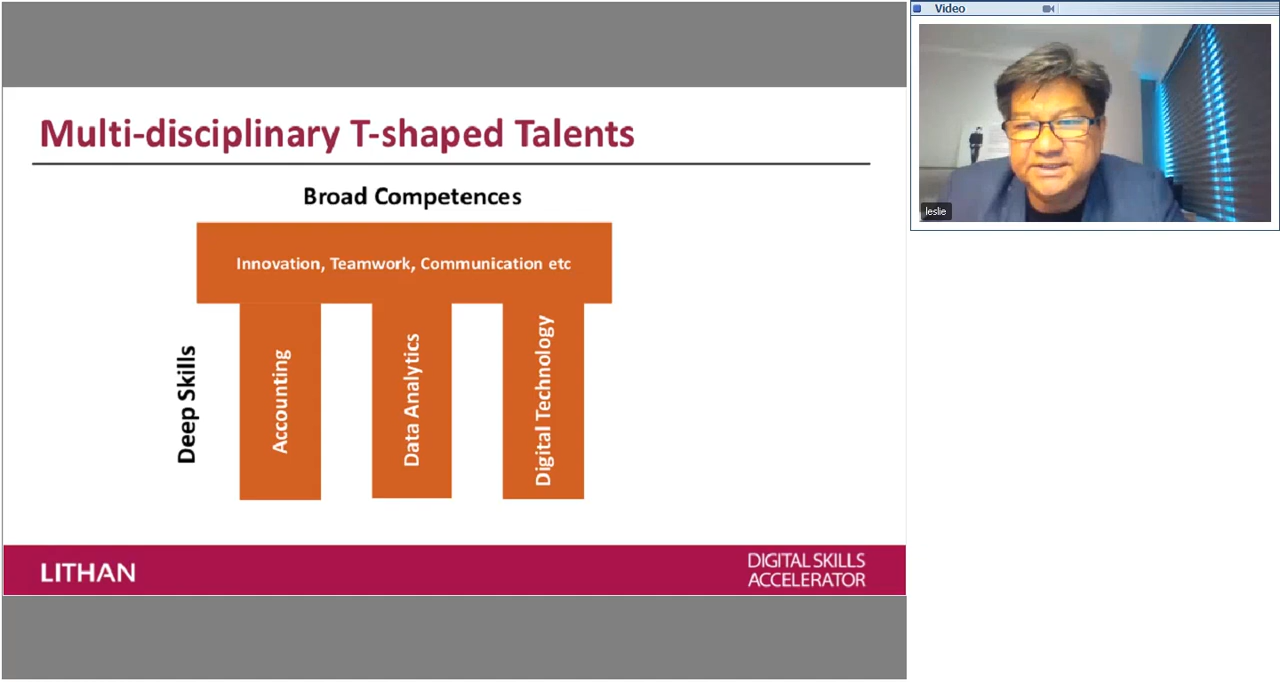 Video
Multi-disciplinary T-shaped Talents
Broad Competences
Innovation, Teamwork, Communication etc
Deep Skills
Accounting
Data Analytics
Digital Technology
leslie
LITHAN
DIGITAL SKILLS
ACCELERATOR